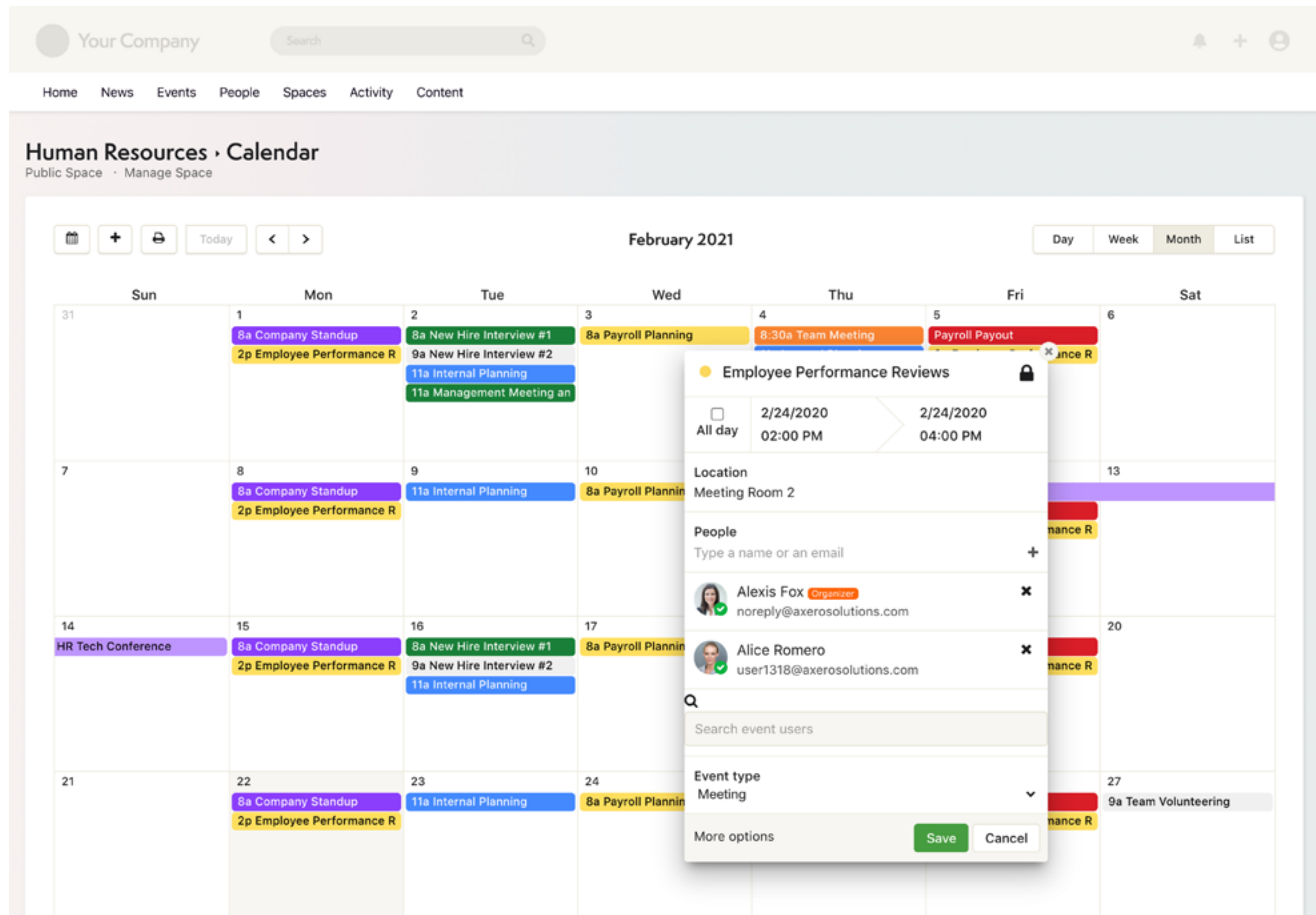 Your Company
Search
Home News Events People Spaces Activity Content
Human Resources › Calendar
Public Space · Manage Space
Today
February 2021
Day Week Month List
Sun Mon Tue Wed Thu Fri Sat
31 1 2 3 4 5 6
8a Company Standup 8a New Hire Interview #1 8a Payroll Planning 8:30a Team Meeting Payroll Payout
2p Employee Performance R 9a New Hire Interview #2 ance R
11a Internal Planning
11a Management Meeting an
Employee Performance Reviews
All day
2/24/2020 2/24/2020
02:00 PM 04:00 PM
Location
Meeting Room 2
People
Type a name or an email
Alexis Fox Organizer
noreply@axerosolutions.com
Alice Romero
user1318@axerosolutions.com
Search event users
Event type
Meeting
More options Save Cancel
7 8 9 10 13
8a Company Standup 11a Internal Planning 8a Payroll Plannin
2p Employee Performance R mance R
14 15 16 17 20
HR Tech Conference 8a Company Standup 8a New Hire Interview #1 8a Payroll Plannin
2p Employee Performance R 9a New Hire Interview #2 mance R
11a Internal Planning
21 22 23 24 27
8a Company Standup 11a Internal Planning 8a Payroll Plannin 9a Team Volunteering
2p Employee Performance R mance R